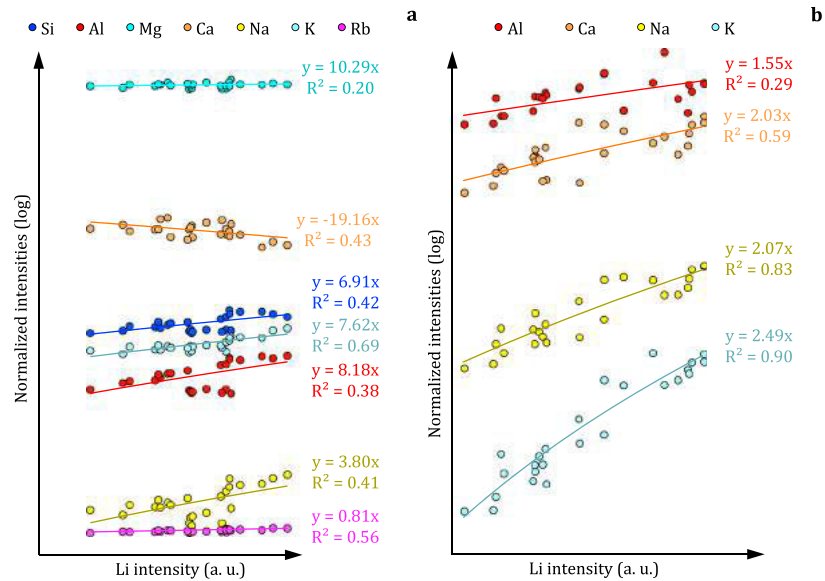 a
Si Al Mg Ca Na K Rb
y = 10.29x
R² = 0.20
y = -19.16x
R² = 0.43
y = 6.91x
R² = 0.42
y = 7.62x
R² = 0.69
y = 8.18x
R² = 0.38
y = 3.80x
R² = 0.41
y = 0.81x
R² = 0.56
Normalized intensities (log)
Li intensity (a. u.)
b
Al Ca Na K
y = 1.55x
R² = 0.29
y = 2.03x
R² = 0.59
y = 2.07x
R² = 0.83
y = 2.49x
R² = 0.90
Normalized intensities (log)
Li intensity (a. u.)